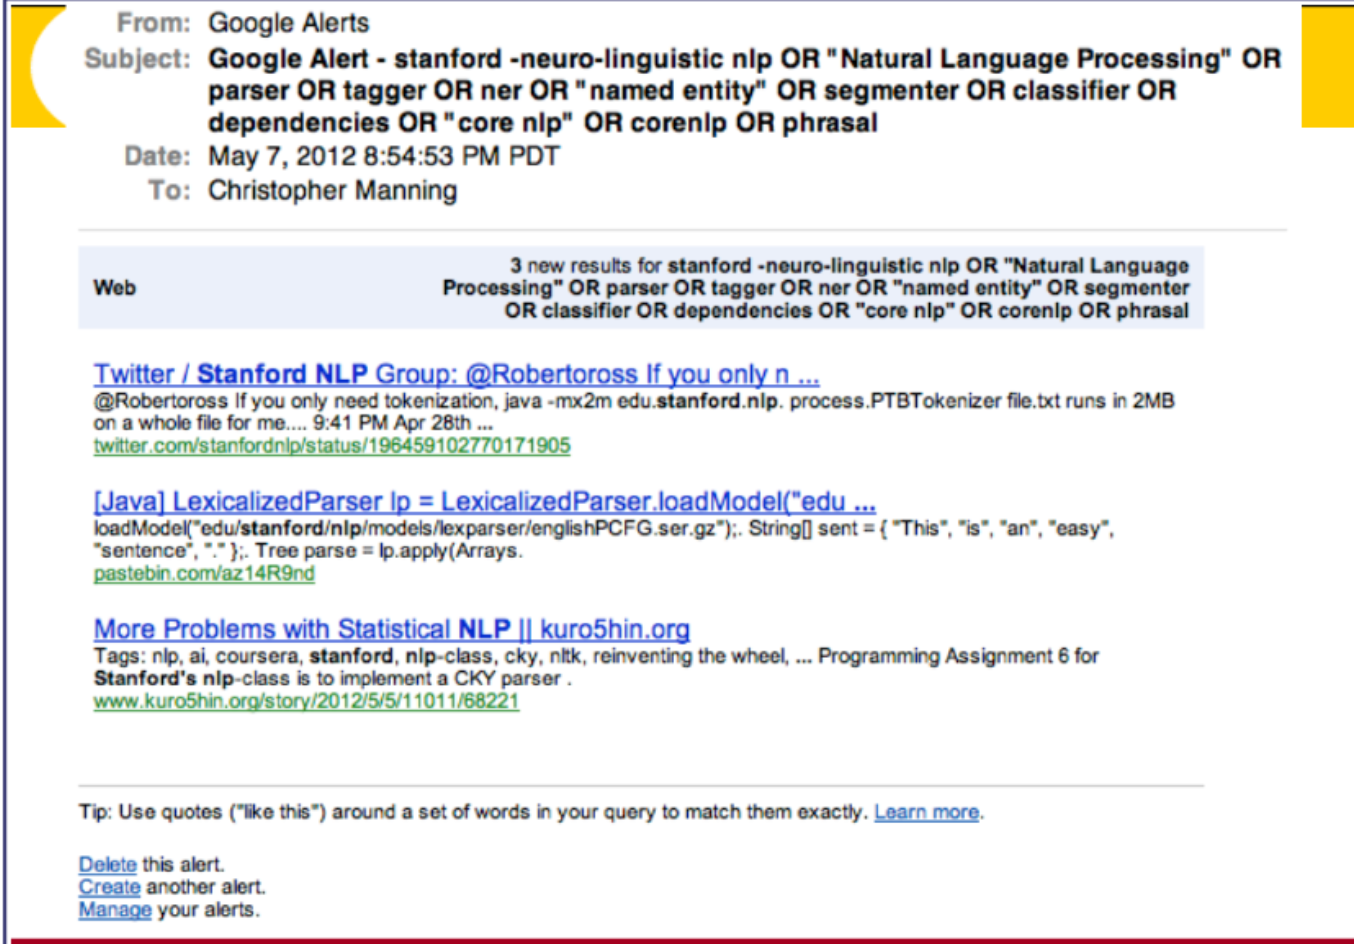 From: Google Alerts
Subject: Google Alert - stanford -neuro-linguistic nlp OR "Natural Language Processing" OR
parser OR tagger OR ner OR "named entity" OR segmenter OR classifier OR
dependencies OR "core nlp" OR corenlp OR phrasal
Date: May 7, 2012 8:54:53 PM PDT
To: Christopher Manning
Web
3 new results for stanford -neuro-linguistic nlp OR "Natural Language
Processing" OR parser OR tagger OR ner OR "named entity" OR segmenter
OR classifier OR dependencies OR "core nlp" OR corenlp OR phrasal
Twitter / Stanford NLP Group: @Robertoross If you only n ...
@Robertoross If you only need tokenization, java -mx2m edu.stanford.nlp. process.PTBTokenizer file.txt runs in 2MB
on a whole file for me.... 9:41 PM Apr 28th ...
twitter.com/stanfordnlp/status/196459102770171905
[Java] LexicalizedParser lp = LexicalizedParser.loadModel("edu ...
loadModel("edu/stanford/nlp/models/lexparser/englishPCFG.ser.gz");. String[] sent = { "This", "is", "an", "easy",
"sentence", "." };. Tree parse = lp.apply(Arrays.
pastebin.com/az14R9nd
More Problems with Statistical NLP || kuro5hin.org
Tags: nlp, ai, coursera, stanford, nlp-class, cky, nltk, reinventing the wheel, ... Programming Assignment 6 for
Stanford's nlp-class is to implement a CKY parser .
www.kuro5hin.org/story/2012/5/5/11011/68221
Tip: Use quotes ("like this") around a set of words in your query to match them exactly. Learn more.
Delete this alert.
Create another alert.
Manage your alerts.